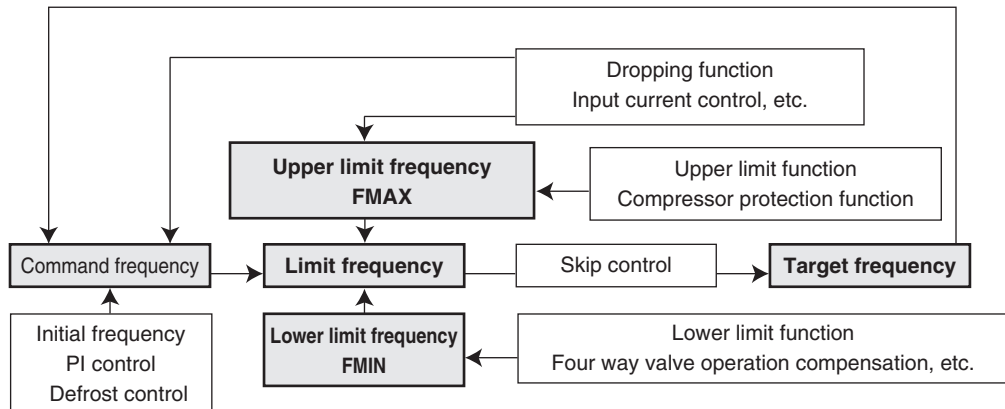 Dropping function
Input current control, etc.
Upper limit frequency
FMAX
Upper limit function
Compressor protection function
Command frequency
Limit frequency
Skip control
Target frequency
Initial frequency
PI control
Defrost control
Lower limit frequency
FMIN
Lower limit function
Four way valve operation compensation, etc.